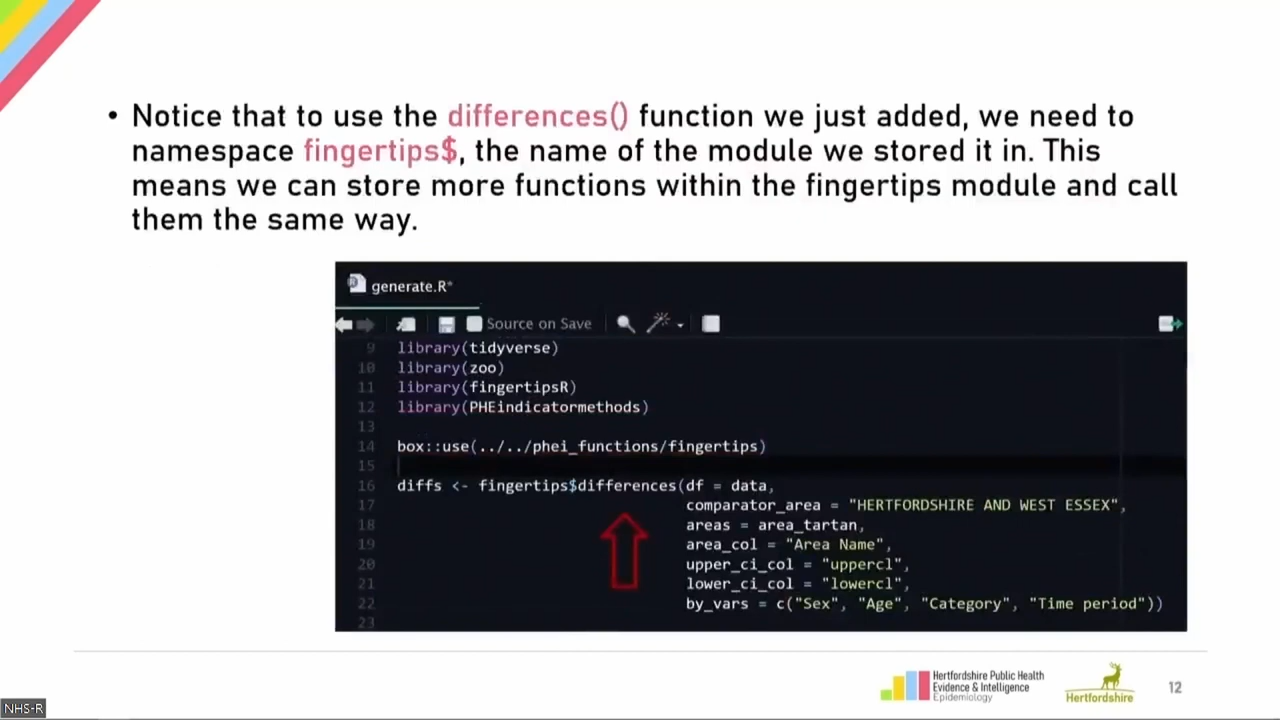 • Notice that to use the differences() function we just added, we need to
namespace fingertips$, the name of the module we stored it in. This
means we can store more functions within the fingertips module and call
them the same way.
generate.R*
Source on Save
9 library(tidyverse)
10 library(zoo)
11 library(fingertipsR)
12 library(PHEindicatormethods)
13
14 box::use(../../phei_functions/fingertips)
15
16 diffs <- fingertips$differences(df = data,
17 comparator_area = "HERTFORDSHIRE AND WEST ESSEX",
18 areas = area_tartan,
19 area_col = "Area Name",
20 upper_ci_col = "uppercl",
21 lower_ci_col = "lowercl",
22 by_vars = c("Sex", "Age", "Category", "Time period"))
23
Hertfordshire Public Health
Evidence & Intelligence
Epidemiology
Hertfordshire
12
NHS-R